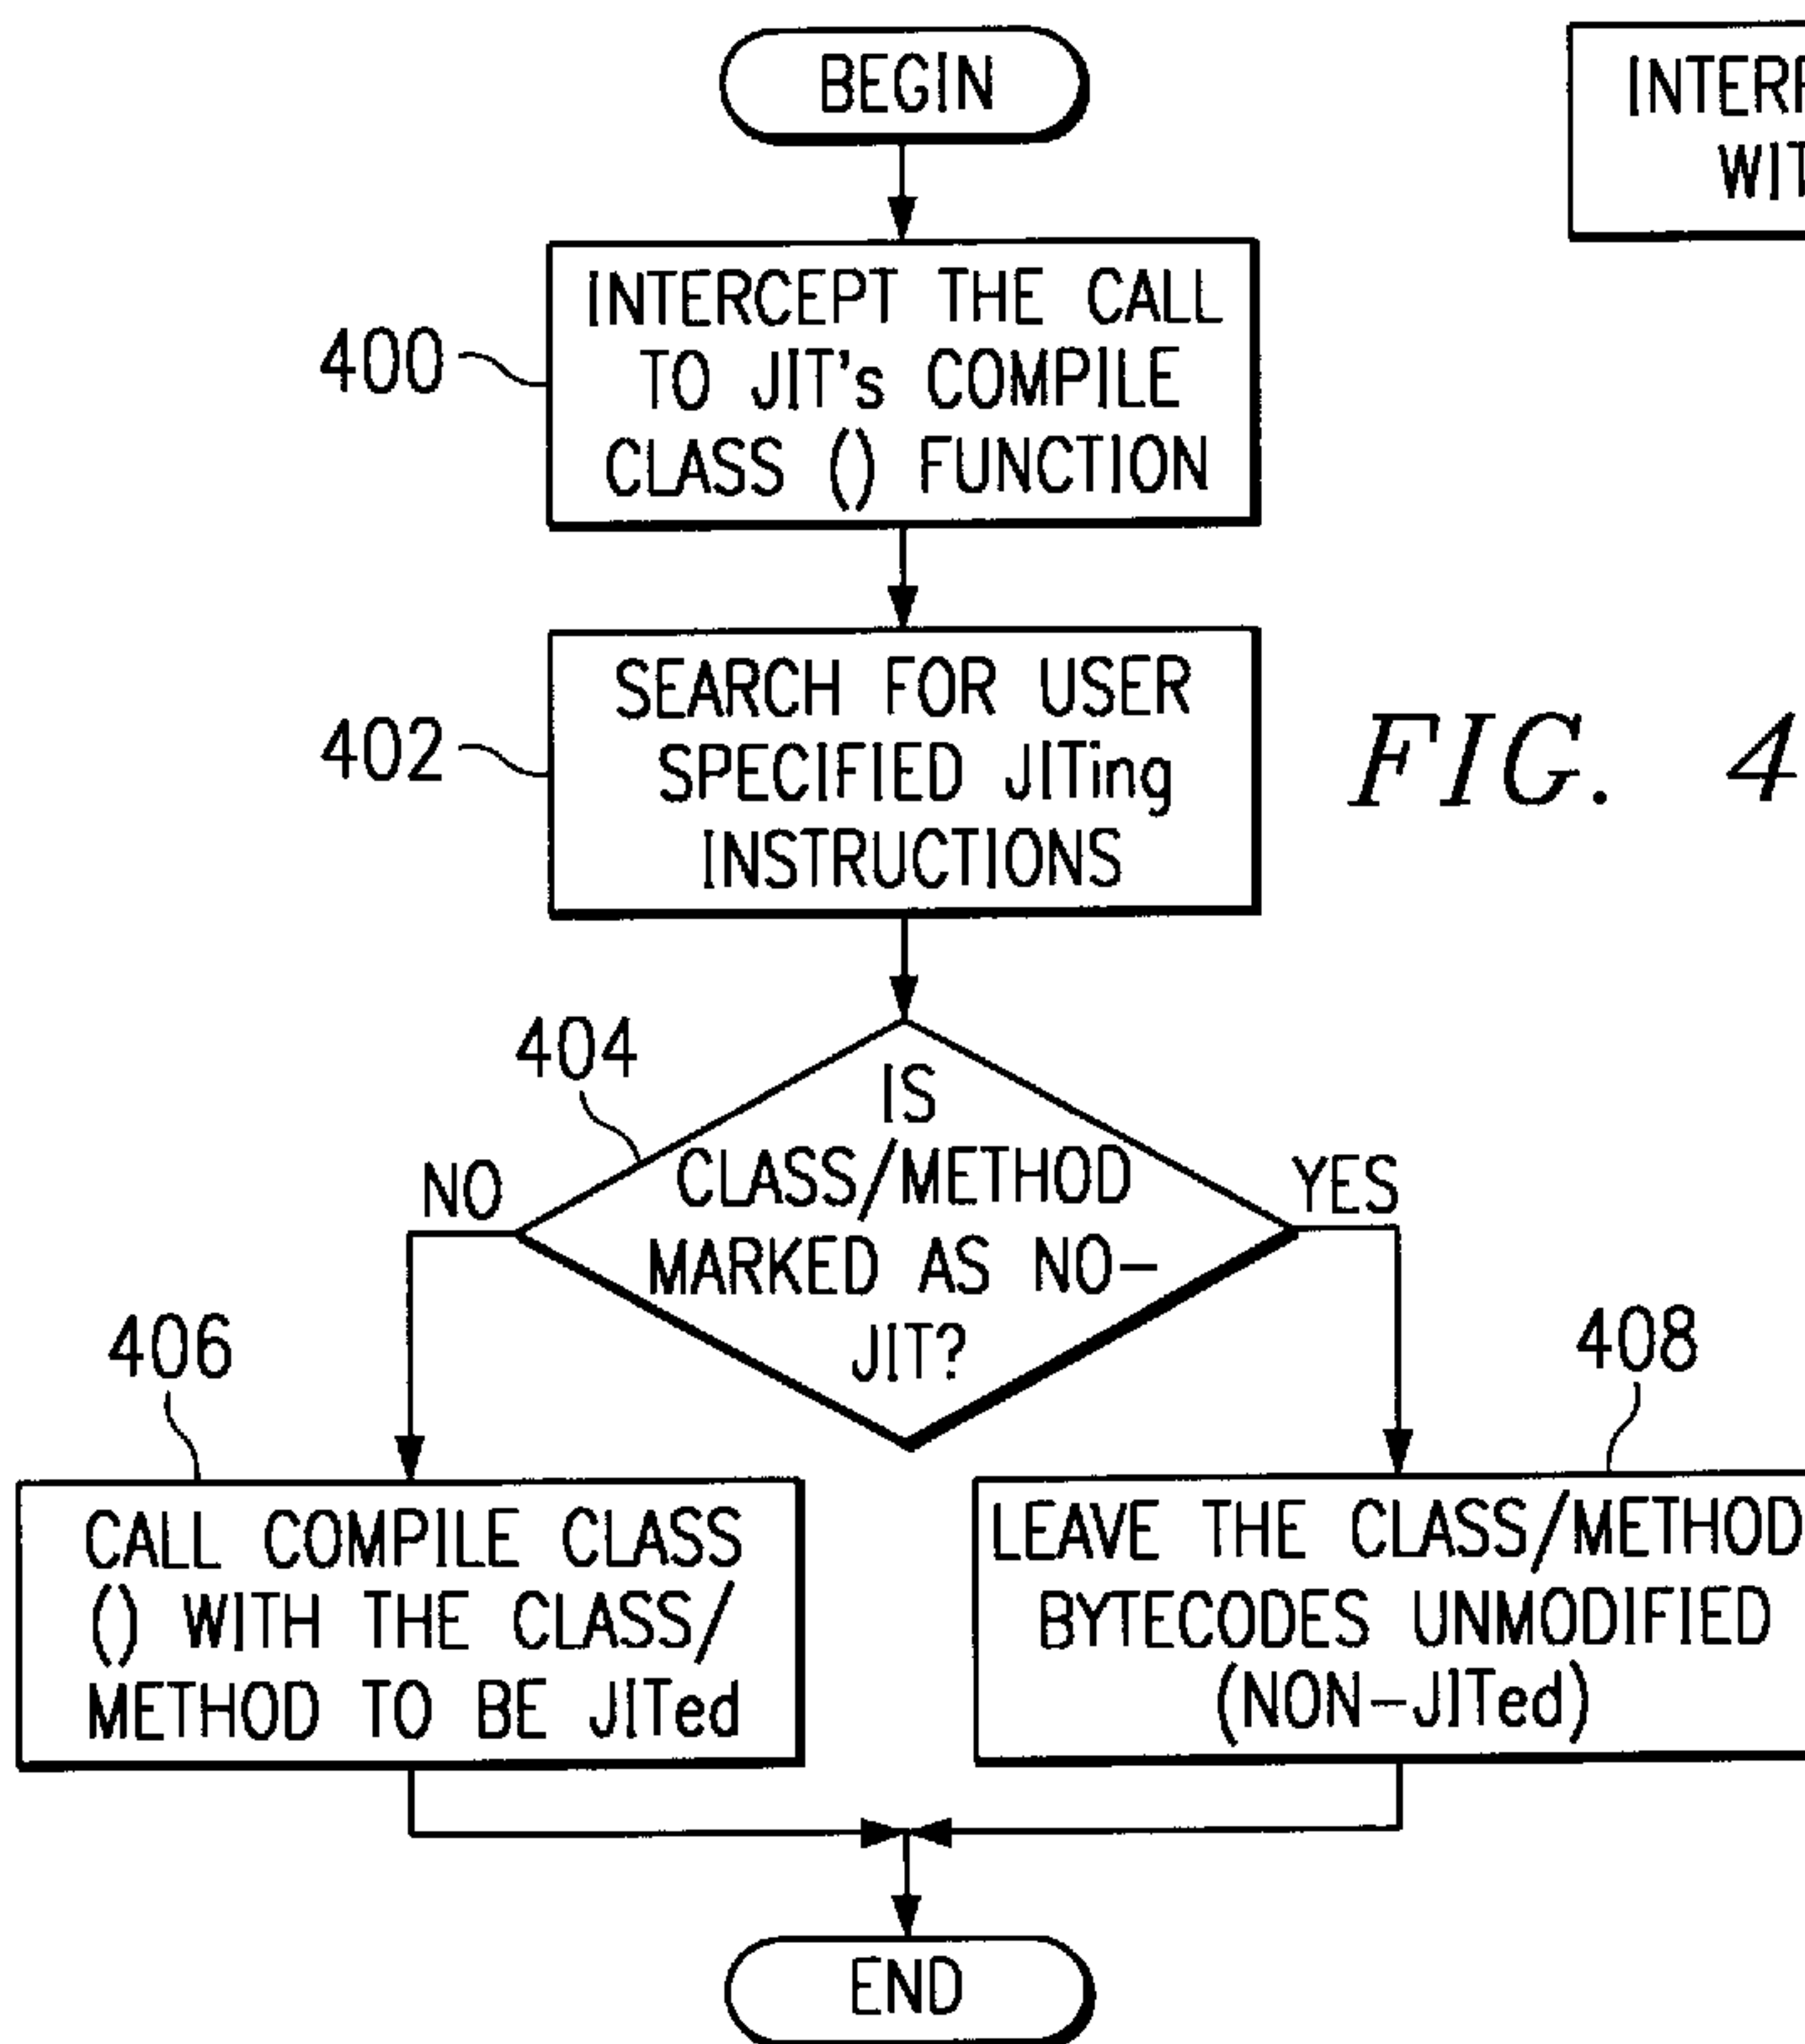 BEGIN
INTERCEPT THE CALL
TO JIT's COMPILE
CLASS () FUNCTION
400
SEARCH FOR USER
SPECIFIED JITing
INSTRUCTIONS
402
FIG. 4
404
IS
CLASS/METHOD
MARKED AS NO-
JIT?
NO
YES
406
408
CALL COMPILE CLASS
() WITH THE CLASS/
METHOD TO BE JITed
LEAVE THE CLASS/METHOD
BYTECODES UNMODIFIED
(NON-JITed)
END